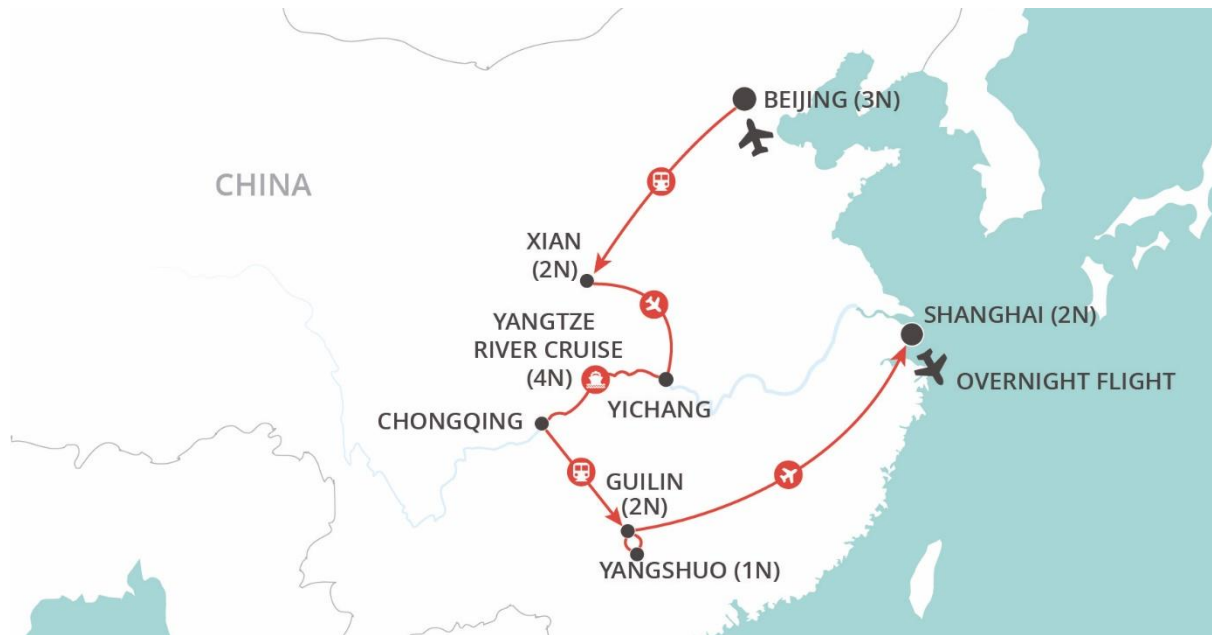 BEIJING (3N)
CHINA
XIAN
(2N)
SHANGHAI (2N)
YANGTZE
RIVER CRUISE
(4N)
OVERNIGHT FLIGHT
YICHANG
CHONGQING
GUILIN
(2N)
YANGSHUO (1N)